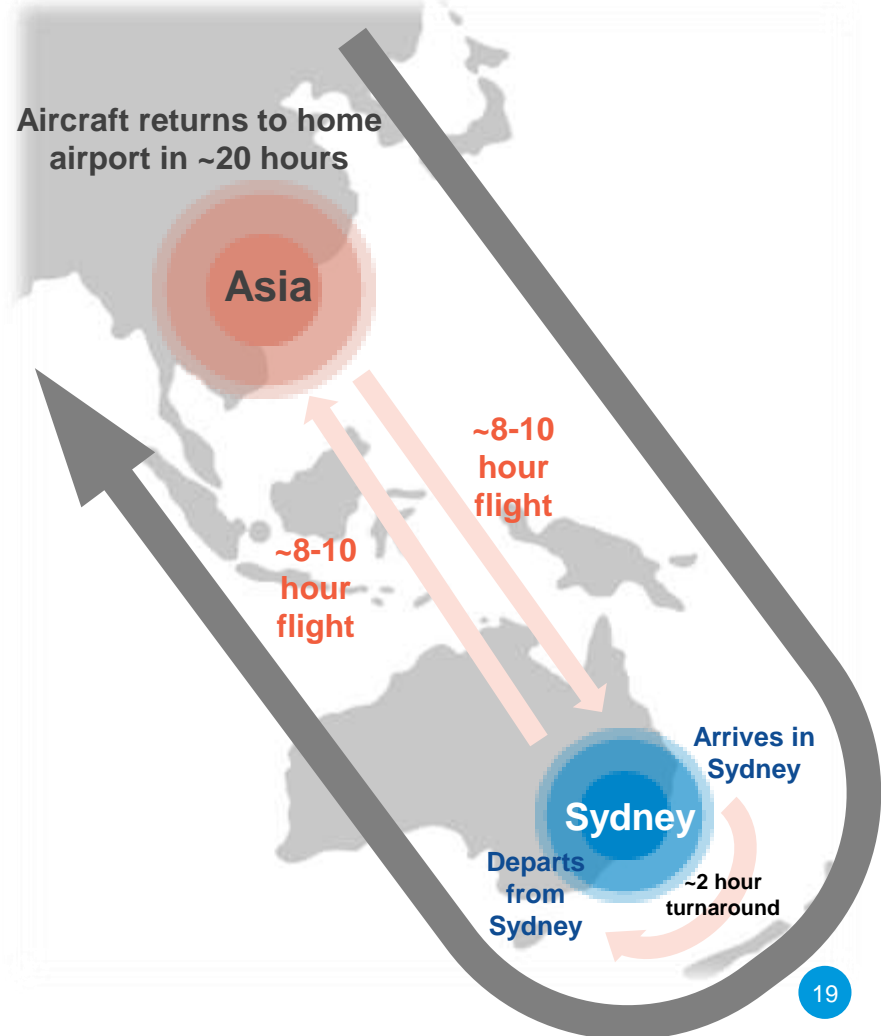 Aircraft returns to home
airport in ~20 hours
Asia
~8-10
hour
flight
~8-10
hour
flight
Arrives in
Sydney
Sydney
Departs
from
Sydney
~2 hour
turnaround
19